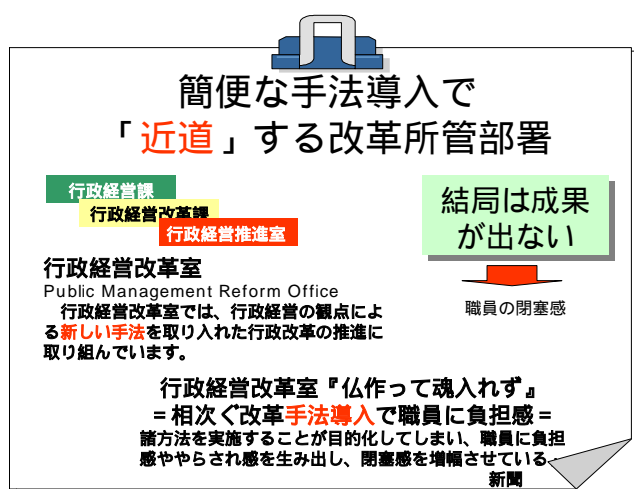 簡便な手法導入で
「近道」する改革所管部署
行政経営課
行政経営改革課
行政経営推進室
結局は成果
が出ない
職員の閉塞感
行政経営改革室
Public Management Reform Office
行政経営改革室では、行政経営の観点によ
る新しい手法を取り入れた行政改革の推進に
取り組んでいます。
行政経営改革室『仏作って魂入れず』
＝相次ぐ改革手法導入で職員に負担感＝
諸方法を実施することが目的化してしまい、職員に負担
感ややらされ感を生み出し、閉塞感を増幅させている
新聞